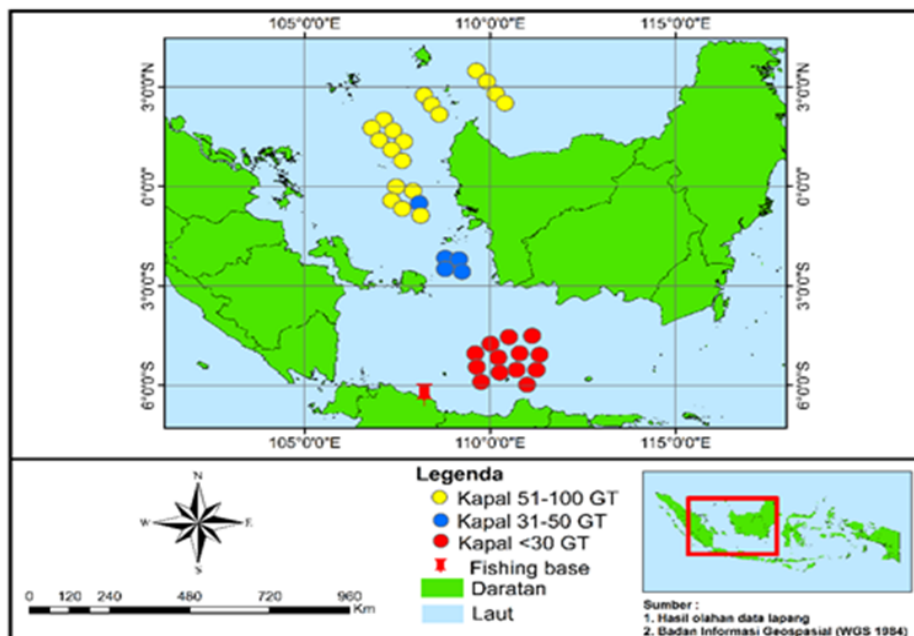 105°0'0"E 110°0'0"E 115°0'0"E
3°0'0"N 3°0'0"N
0°0'0" 0°0'0"
3°0'0"S 3°0'0"S
6°0'0"S 6°0'0"S
105°0'0"E 110°0'0"E 115°0'0"E
N
W E
S
0 120 240 480 720 960
Km
Legenda
Kapal 51-100 GT
Kapal 31-50 GT
Kapal <30 GT
Fishing base
Daratan
Laut
Sumber :
1. Hasil olahan data lapang
2. Badan Informasi Geospasial (WGS 1984)